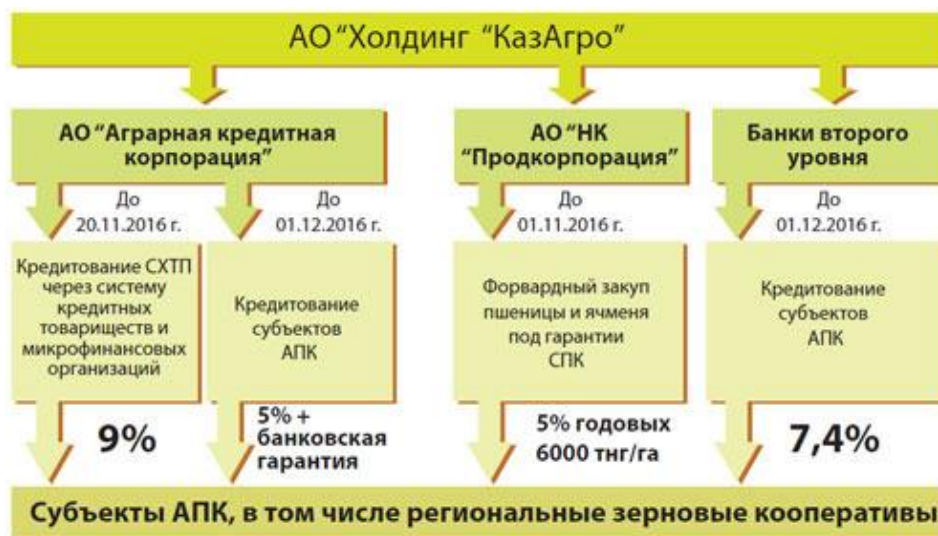 АО “Холдинг “КазАгро”
АО “Аграрная кредитная
корпорация”
АО “НК
“Продкорпорация”
Банки второго
уровня
До
20.11.2016 г.
До
01.12.2016 г.
До
01.11.2016 г.
До
01.12.2016 г.
Кредитование СХТП
через систему
кредитных
товариществ и
микрофинансовых
организаций
Кредитование
субъектов
АПК
Форвардный закуп
пшеницы и ячменя
под гарантии
СПК
Кредитование
субъектов
АПК
9%
5% +
банковская
гарантия
5% годовых
6000 тнг/га
7,4%
Субъекты АПК, в том числе региональные зерновые кооперативы